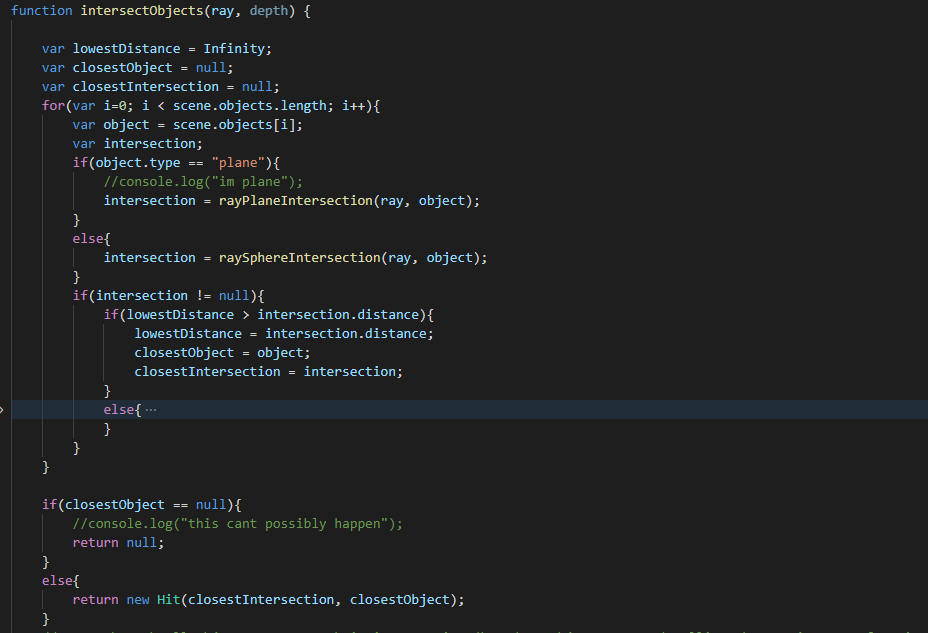 function intersectObjects(ray, depth) {
var lowestDistance = Infinity;
var closestObject = null;
var closestIntersection = null;
for(var i=0; i < scene.objects.length; i++){
var object = scene.objects[i];
var intersection;
if(object.type == "plane"){
//console.log("im plane");
intersection = rayPlaneIntersection(ray, object);
}
else{
intersection = raySphereIntersection(ray, object);
}
if(intersection != null){
if(lowestDistance > intersection.distance){
lowestDistance = intersection.distance;
closestObject = object;
closestIntersection = intersection;
}
else{ ⋯
}
}
}
if(closestObject == null){
//console.log("this cant possibly happen");
return null;
}
else{
return new Hit(closestIntersection, closestObject);
}